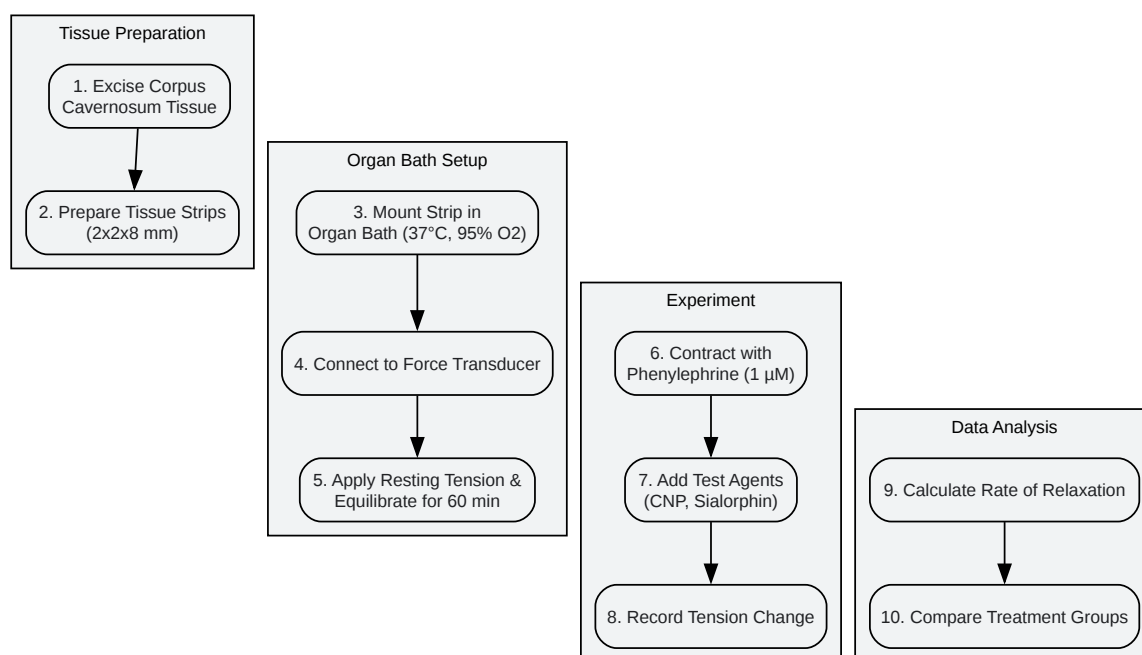 Tissue Preparation
1. Excise Corpus
Cavernosum Tissue
2. Prepare Tissue Strips
(2x2x8 mm)
Organ Bath Setup
3. Mount Strip in
Organ Bath (37°C, 95% O2)
4. Connect to Force Transducer
5. Apply Resting Tension &
Equilibrate for 60 min
Experiment
6. Contract with
Phenylephrine (1 µM)
7. Add Test Agents
(CNP, Sialorphin)
8. Record Tension Change
Data Analysis
9. Calculate Rate of Relaxation
10. Compare Treatment Groups